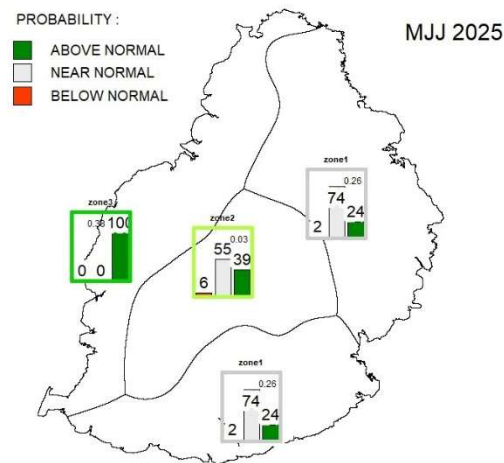 PROBABILITY :
MJJ 2025
ABOVE NORMAL
NEAR NORMAL
BELOW NORMAL
zone1
0.26
2 74 24
zone3
0.38
0 0 100
zone2
0.03
6 55 39
zone1
0.26
2 74 24